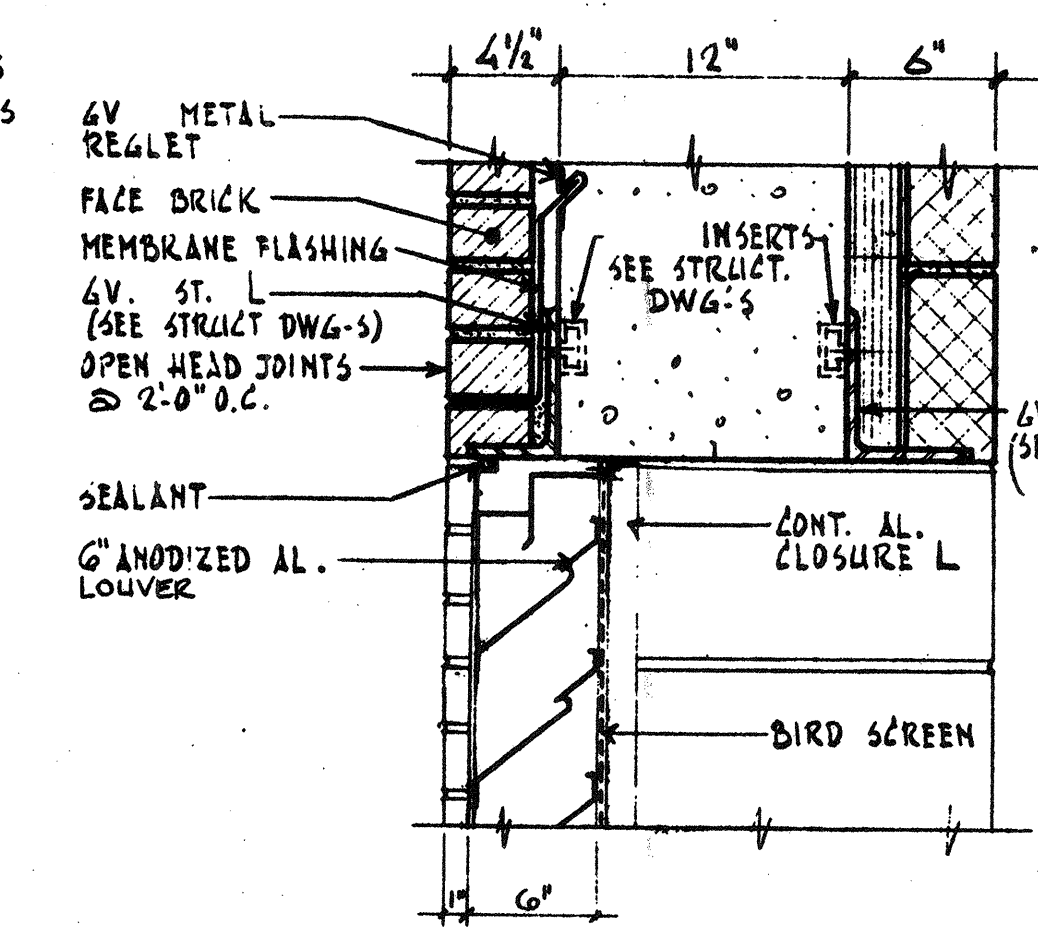 S
S
4½" 12" 6"
GV METAL
REGLET
FACE BRICK
MEMBRANE FLASHING
GV. ST. L
(SEE STRUCT DWG-S)
OPEN HEAD JOINTS
@ 2'-0" O.C.
INSERTS
SEE STRUCT.
DWG'S
SEALANT
6" ANODIZED AL.
LOUVER
CONT. AL.
CLOSURE L
BIRD SCREEN
1" 6"